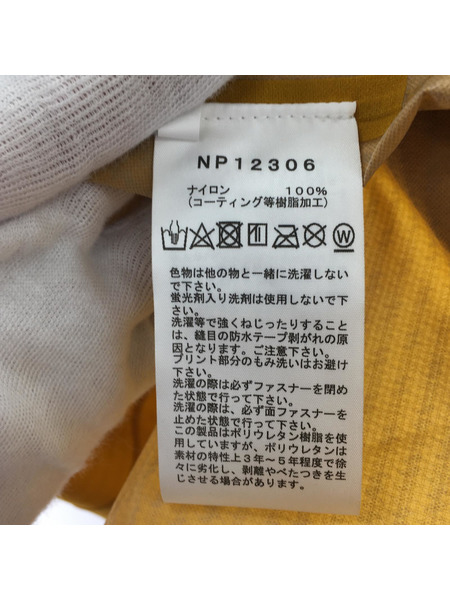 NP12306
ナイロン 100%
(コーティング等樹脂加工)
W
色物は他の物と一緒に洗濯しない
で下さい。
蛍光剤入り洗剤は使用しないで下
さい。
洗濯等で強くねじったりすること
は、縫目の防水テープ剥がれの原
因となります。ご注意下さい。
プリント部分のもみ洗いはお避け
下さい。
洗濯の際は必ずファスナーを閉め
た状態で行って下さい。
洗濯の際は、必ず面ファスナーを
止めた状態で行って下さい。
この製品はポリウレタン樹脂を使
用していますが、ポリウレタンは
素材の特性上3年～5年程度で徐
々に劣化し、剥離やべたつきを生
じさせる場合があります。